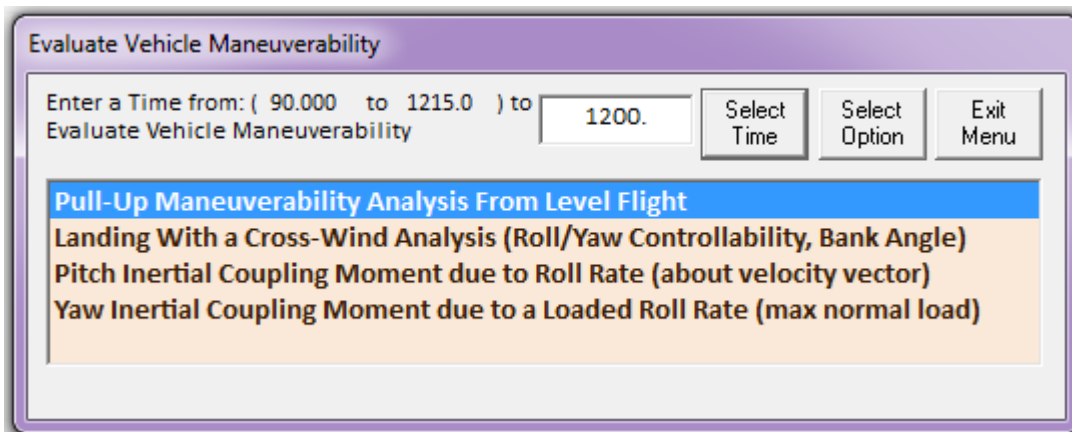 Evaluate Vehicle Maneuverability
Enter a Time from: ( 90.000 to 1215.0 ) to
Evaluate Vehicle Maneuverability
1200.
Select
Time
Select
Option
Exit
Menu
Pull-Up Maneuverability Analysis From Level Flight
Landing With a Cross-Wind Analysis (Roll/Yaw Controllability, Bank Angle)
Pitch Inertial Coupling Moment due to Roll Rate (about velocity vector)
Yaw Inertial Coupling Moment due to a Loaded Roll Rate (max normal load)